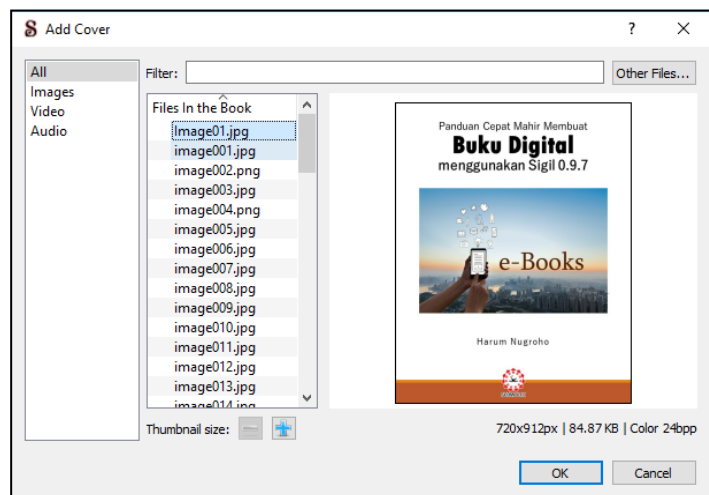 Add Cover
?
All
Images
Video
Audio
Filter:
Other Files...
Files In the Book
Image01.jpg
image001.jpg
image002.png
image003.jpg
image004.png
image005.jpg
image006.jpg
image007.jpg
image008.jpg
image009.jpg
image010.jpg
image011.jpg
image012.jpg
image013.jpg
image014.jpg
Thumbnail size:
Panduan Cepat Mahir Membuat
Buku Digital
menggunakan Sigil 0.9.7
e-Books
Harum Nugroho
720x912px | 84.87 KB | Color 24bpp
OK
Cancel